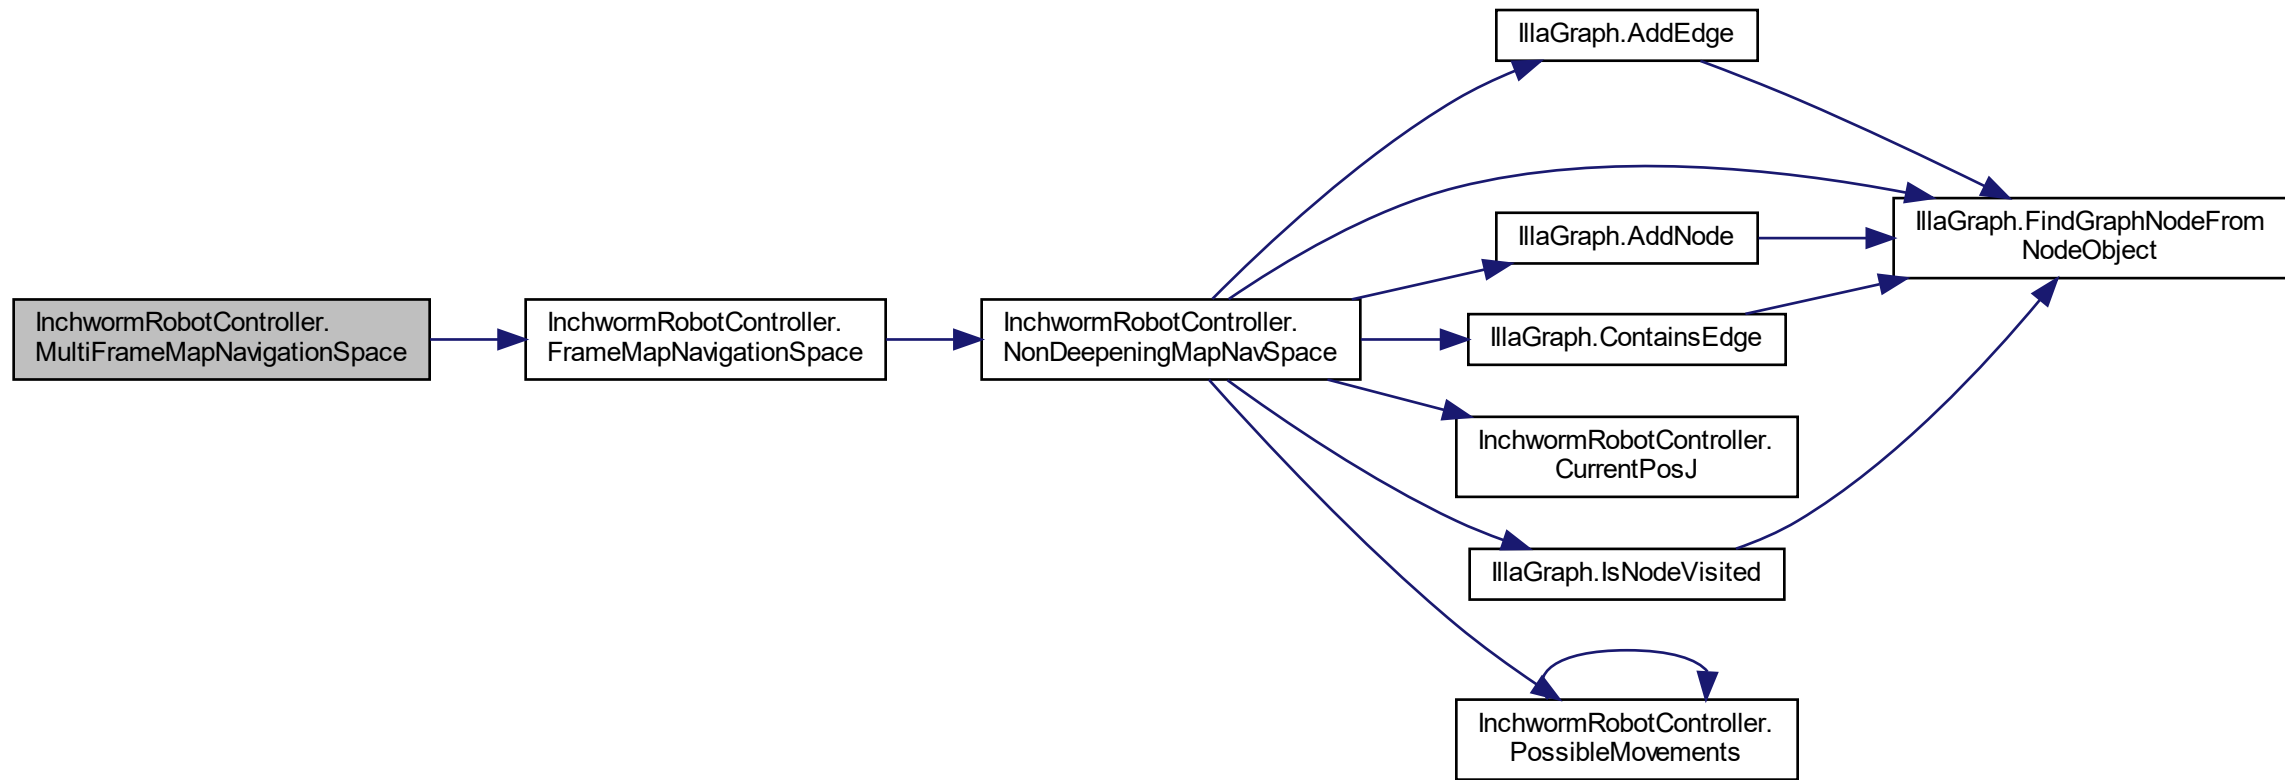 InchwormRobotController.
MultiFrameMapNavigationSpace
InchwormRobotController.
FrameMapNavigationSpace
InchwormRobotController.
NonDeepeningMapNavSpace
IllaGraph.AddEdge
IllaGraph.AddNode
IllaGraph.ContainsEdge
InchwormRobotController.
CurrentPosJ
IllaGraph.IsNodeVisited
InchwormRobotController.
PossibleMovements
IllaGraph.FindGraphNodeFrom
NodeObject